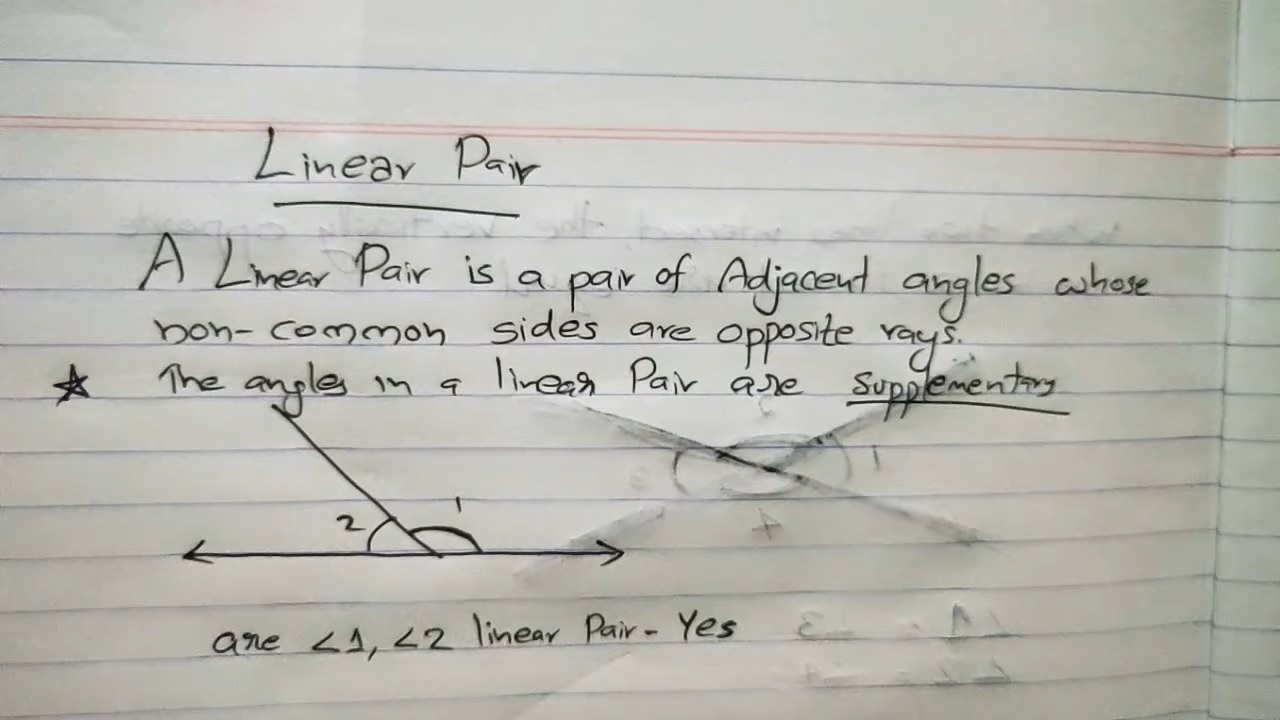 Linear Pair
A Linear Pair is a pair of Adjacent angles whose
non-common sides are opposite rays.
★ The angles in a linear Pair are Supplementary
2 1
are ∠1, ∠2 linear Pair - Yes